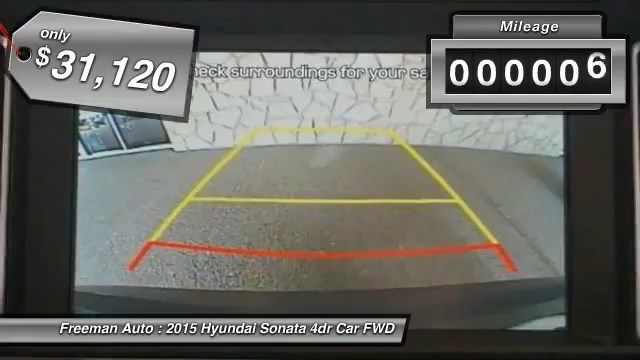 only
$31,120
Mileage
000006
heck surroundings for your sa
Freeman Auto : 2015 Hyundai Sonata 4dr Car FWD